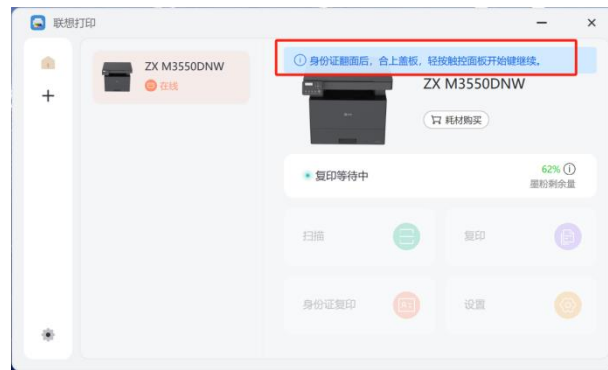 联想打印
ZX M3550DNW
在线
身份证翻面后，合上盖板，轻按触控面板开始键继续。
ZX M3550DNW
耗材购买
复印等待中
62%
墨粉剩余量
扫描
复印
身份证复印
设置